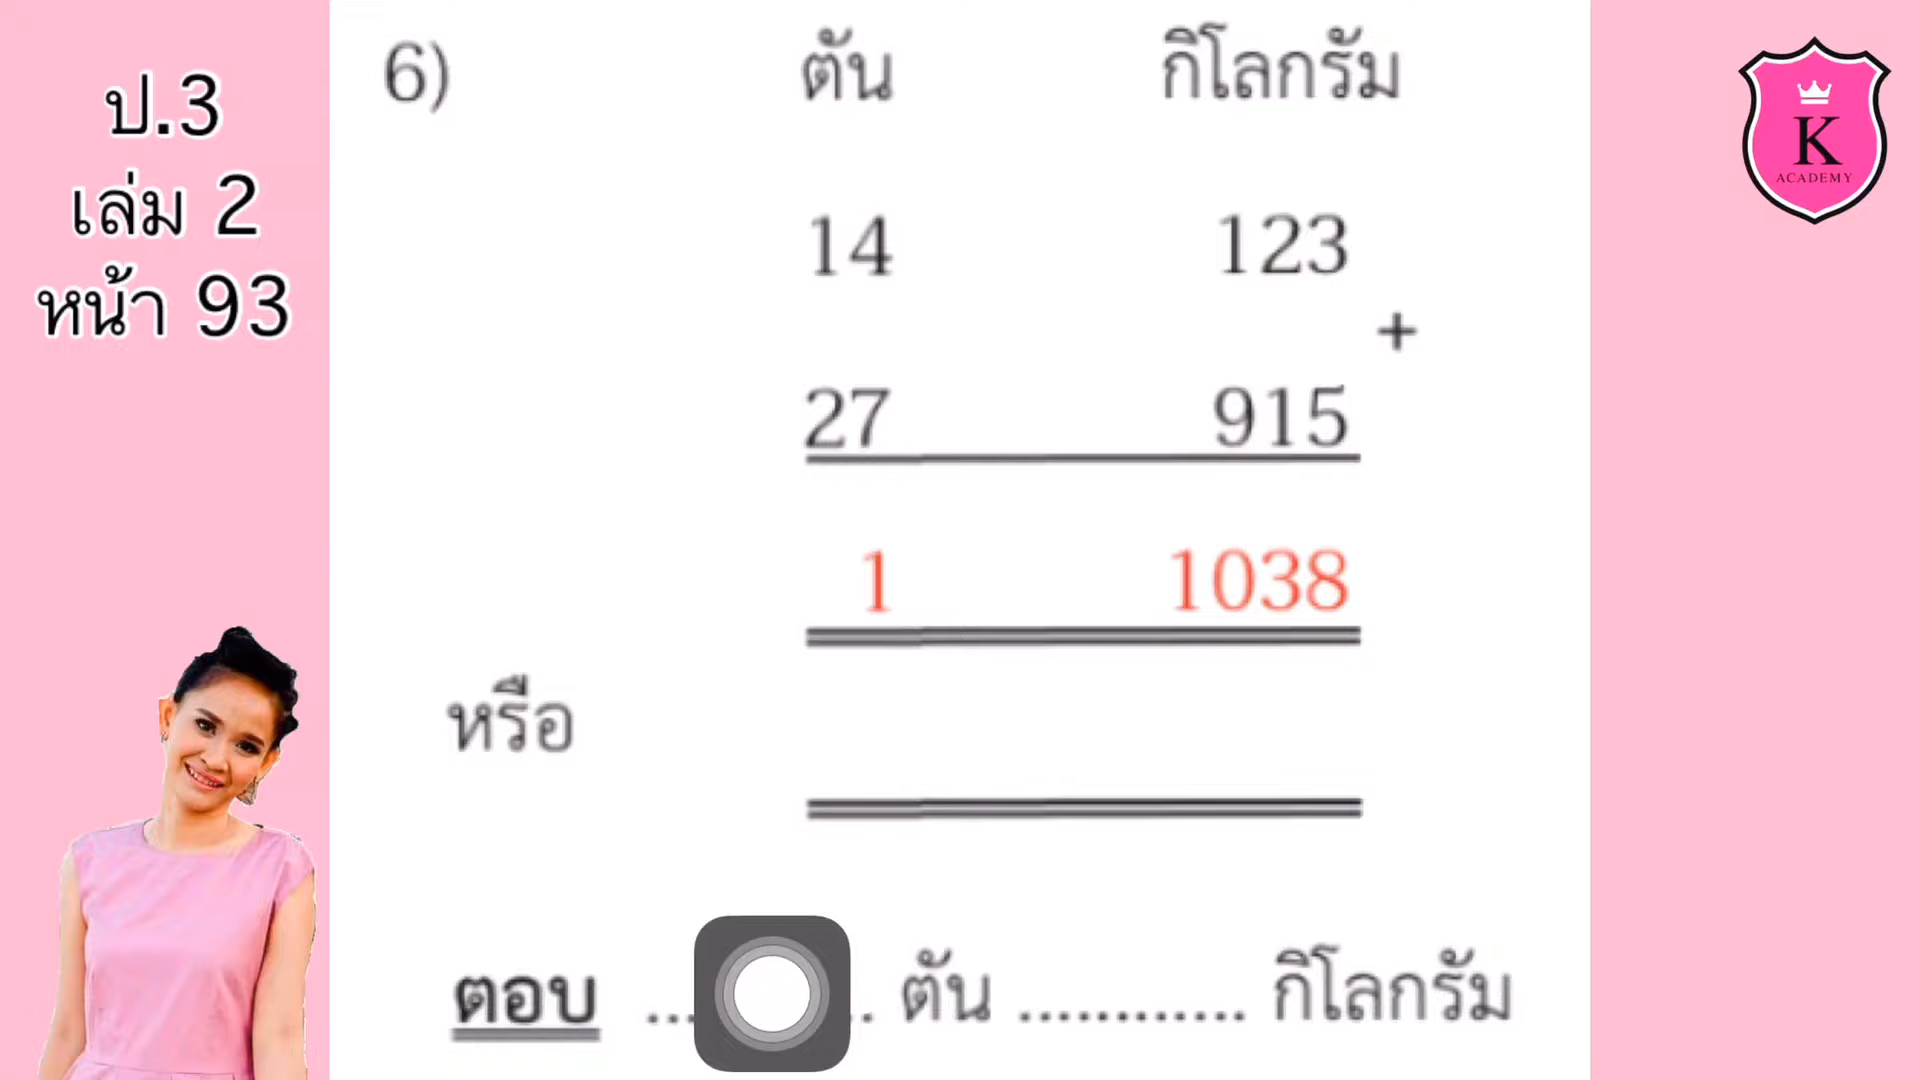 ป.3
เล่ม 2
หน้า 93
6) ตัน กิโลกรัม
14 123
+
27 915
1 1038
หรือ
ตอบ ..... ตัน ............ กิโลกรัม
K
ACADEMY